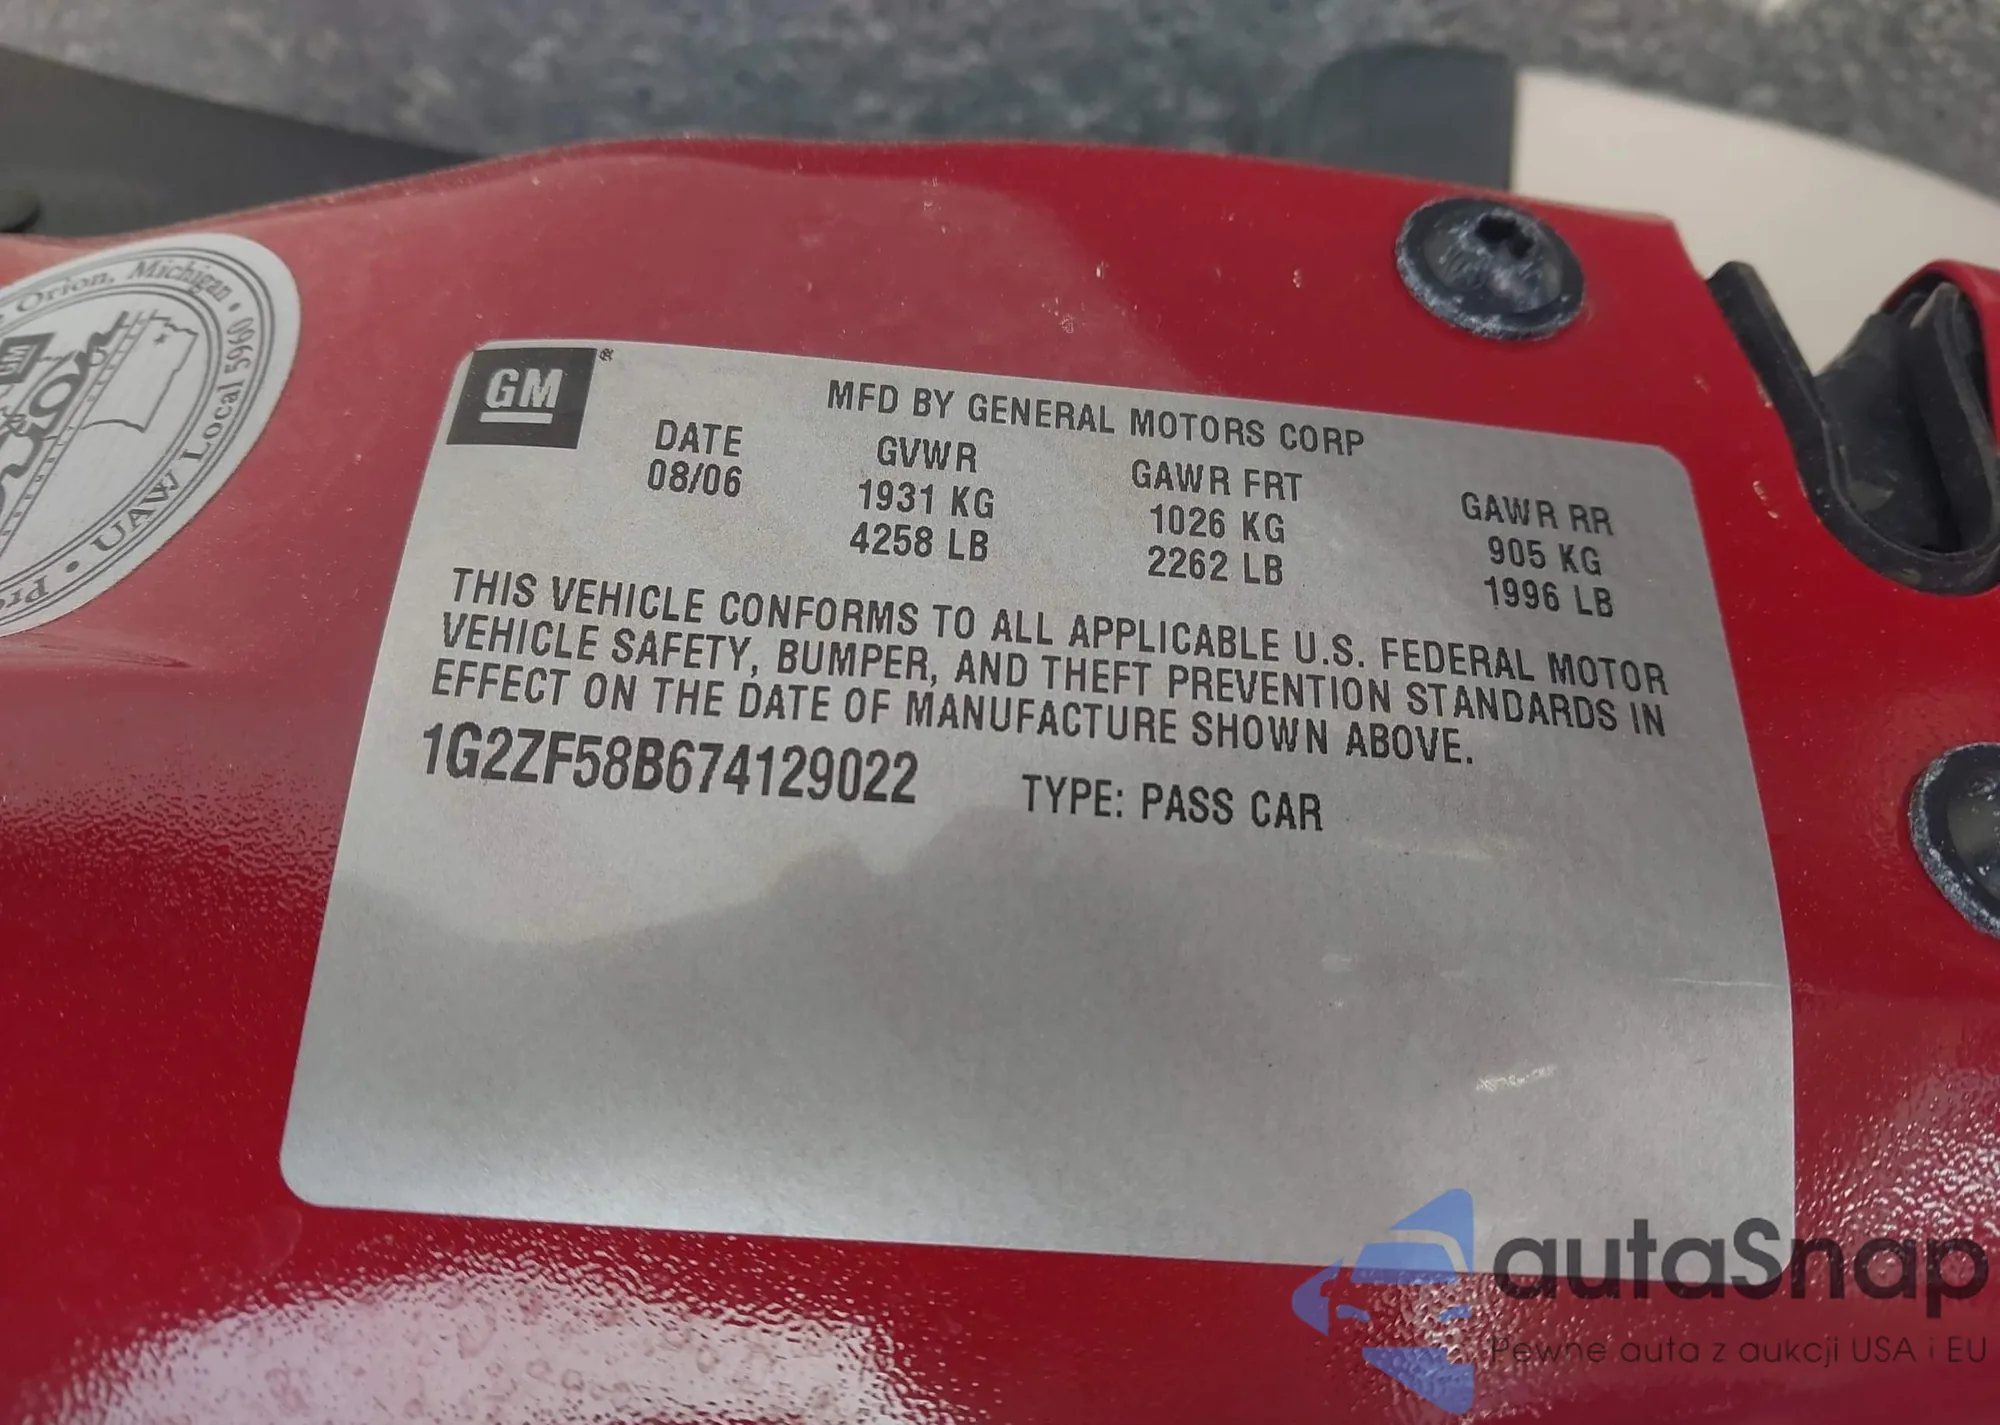 Orion, Michigan •
UAW Local 5960
GM
ORION
GM®
MFD BY GENERAL MOTORS CORP
DATE GVWR GAWR FRT GAWR RR
08/06 1931 KG 1026 KG 905 KG
4258 LB 2262 LB 1996 LB
THIS VEHICLE CONFORMS TO ALL APPLICABLE U.S. FEDERAL MOTOR
VEHICLE SAFETY, BUMPER, AND THEFT PREVENTION STANDARDS IN
EFFECT ON THE DATE OF MANUFACTURE SHOWN ABOVE.
1G2ZF58B674129022 TYPE: PASS CAR
autoSnap
Pewne auta z aukcji USA i EU